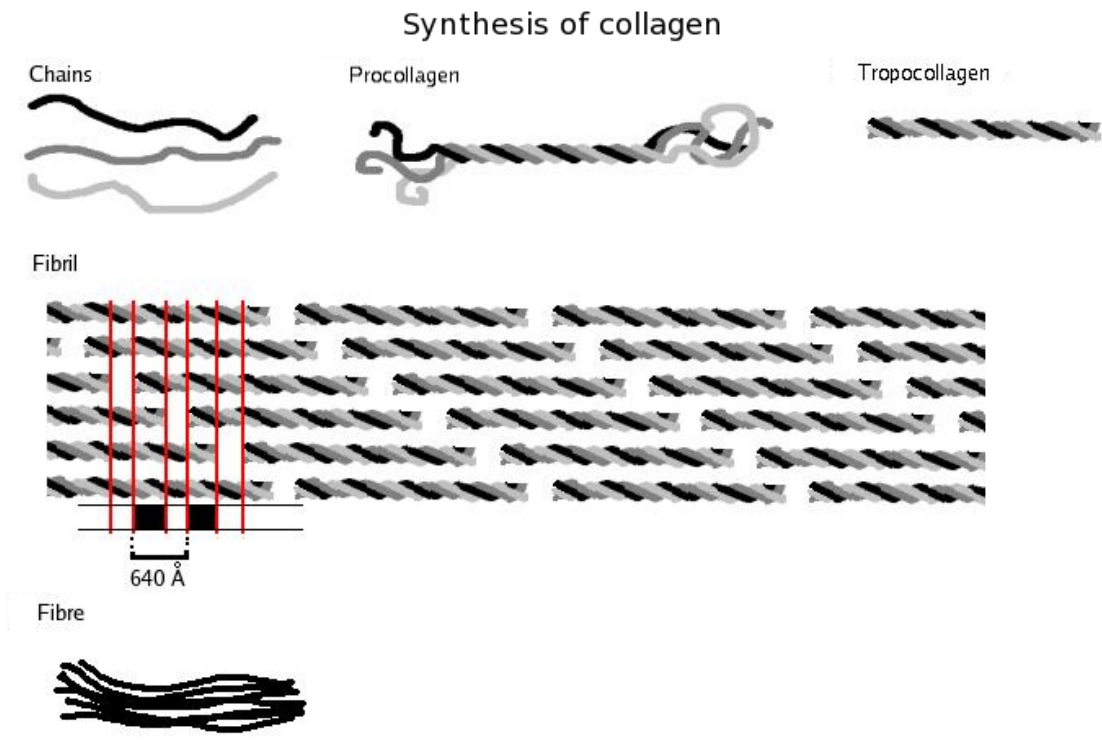 Synthesis of collagen
Chains
Procollagen
Tropocollagen
Fibril
640 Å
Fibre